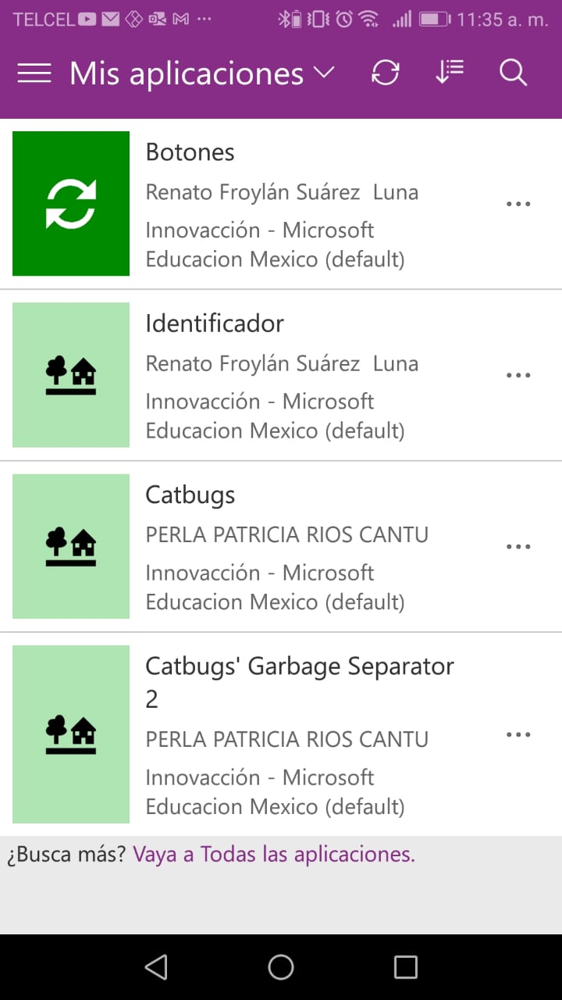 TELCEL 11:35 a. m.
Mis aplicaciones
Botones
Renato Froylán Suárez Luna
Innovacción - Microsoft
Educacion Mexico (default)
Identificador
Renato Froylán Suárez Luna
Innovacción - Microsoft
Educacion Mexico (default)
Catbugs
PERLA PATRICIA RIOS CANTU
Innovacción - Microsoft
Educacion Mexico (default)
Catbugs' Garbage Separator
2
PERLA PATRICIA RIOS CANTU
Innovacción - Microsoft
Educacion Mexico (default)
¿Busca más? Vaya a Todas las aplicaciones.